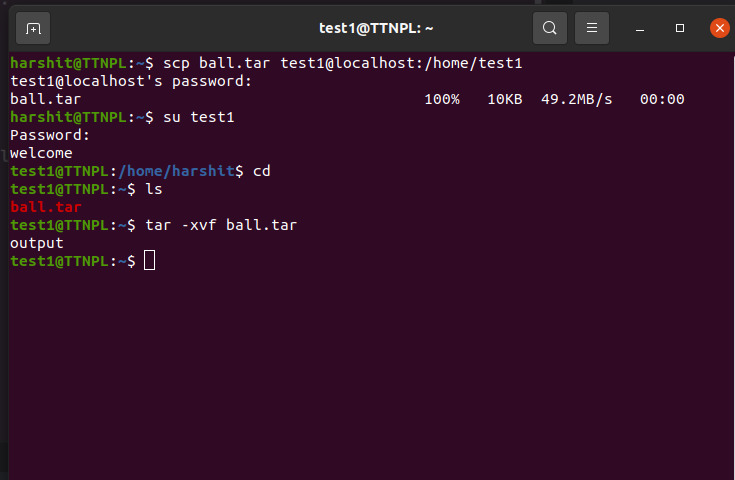 test1@TTNPL: ~
harshit@TTNPL:~$ scp ball.tar test1@localhost:/home/test1
test1@localhost's password:
ball.tar 100% 10KB 49.2MB/s 00:00
harshit@TTNPL:~$ su test1
Password:
welcome
test1@TTNPL:/home/harshit$ cd
test1@TTNPL:~$ ls
ball.tar
test1@TTNPL:~$ tar -xvf ball.tar
output
test1@TTNPL:~$